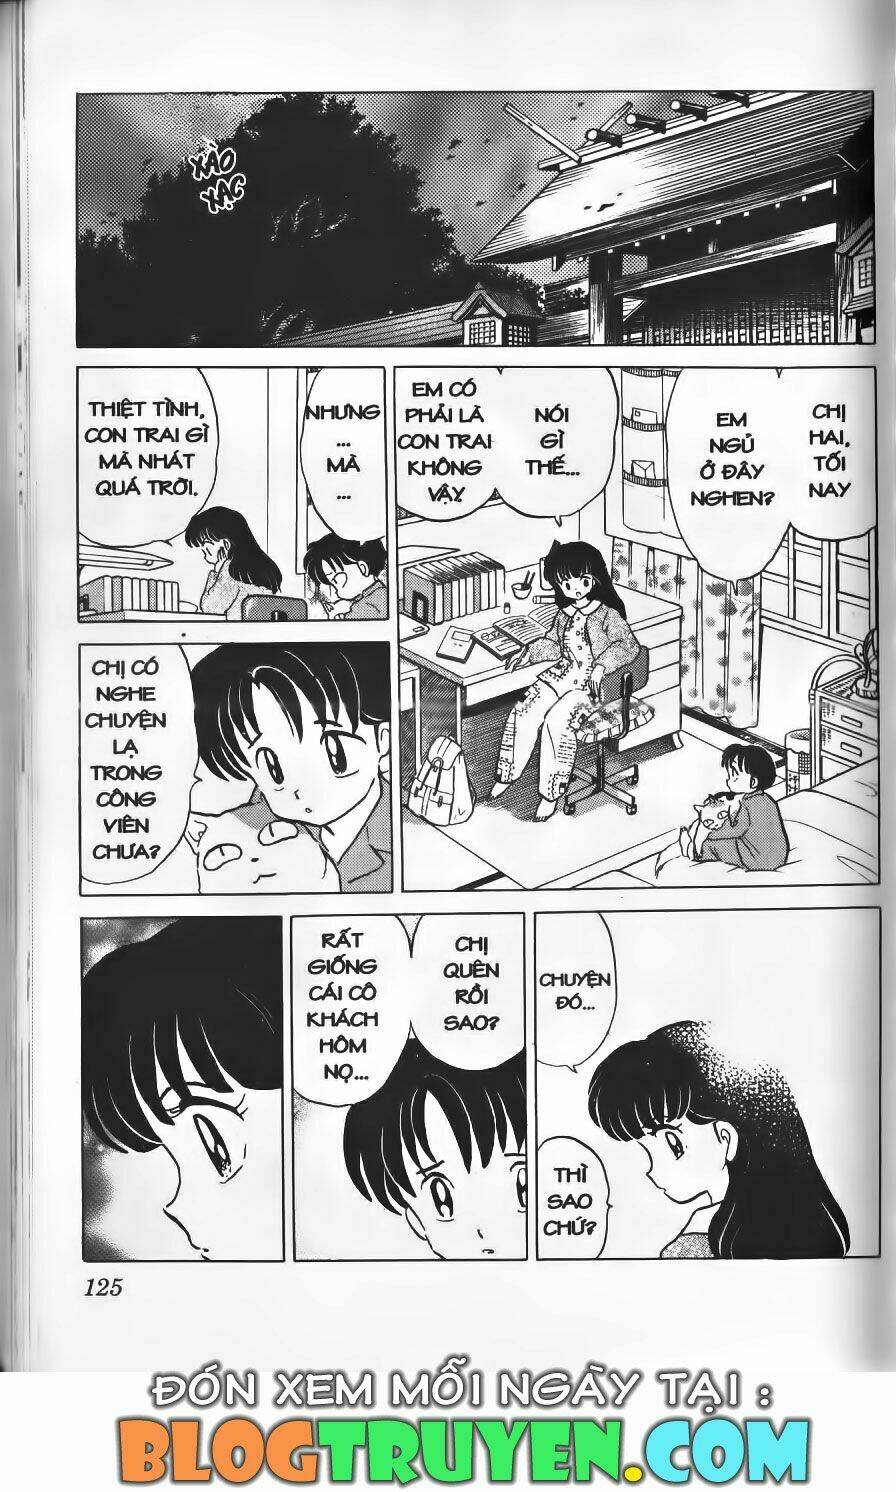 XÀO
XẠC
CHỊ
HAI,
TỐI
NAY
EM
NGỦ
Ở ĐÂY
NGHEN?
NÓI
GÌ
THẾ...
EM CÓ
PHẢI LÀ
CON TRAI
KHÔNG
VẬY.
NHƯNG
...
MÀ
...
THIỆT TÌNH,
CON TRAI GÌ
MÀ NHÁT
QUÁ TRỜI.
CHỊ CÓ
NGHE
CHUYỆN
LẠ
TRONG
CÔNG
VIÊN
CHƯA?
CHUYỆN
ĐÓ...
THÌ
SAO
CHỨ?
CHỊ
QUÊN
RỒI
SAO?
RẤT
GIỐNG
CÁI CÔ
KHÁCH
HÔM
NỌ...
125
ĐÓN XEM MỖI NGÀY TẠI :
BLOGTRUYEN.COM